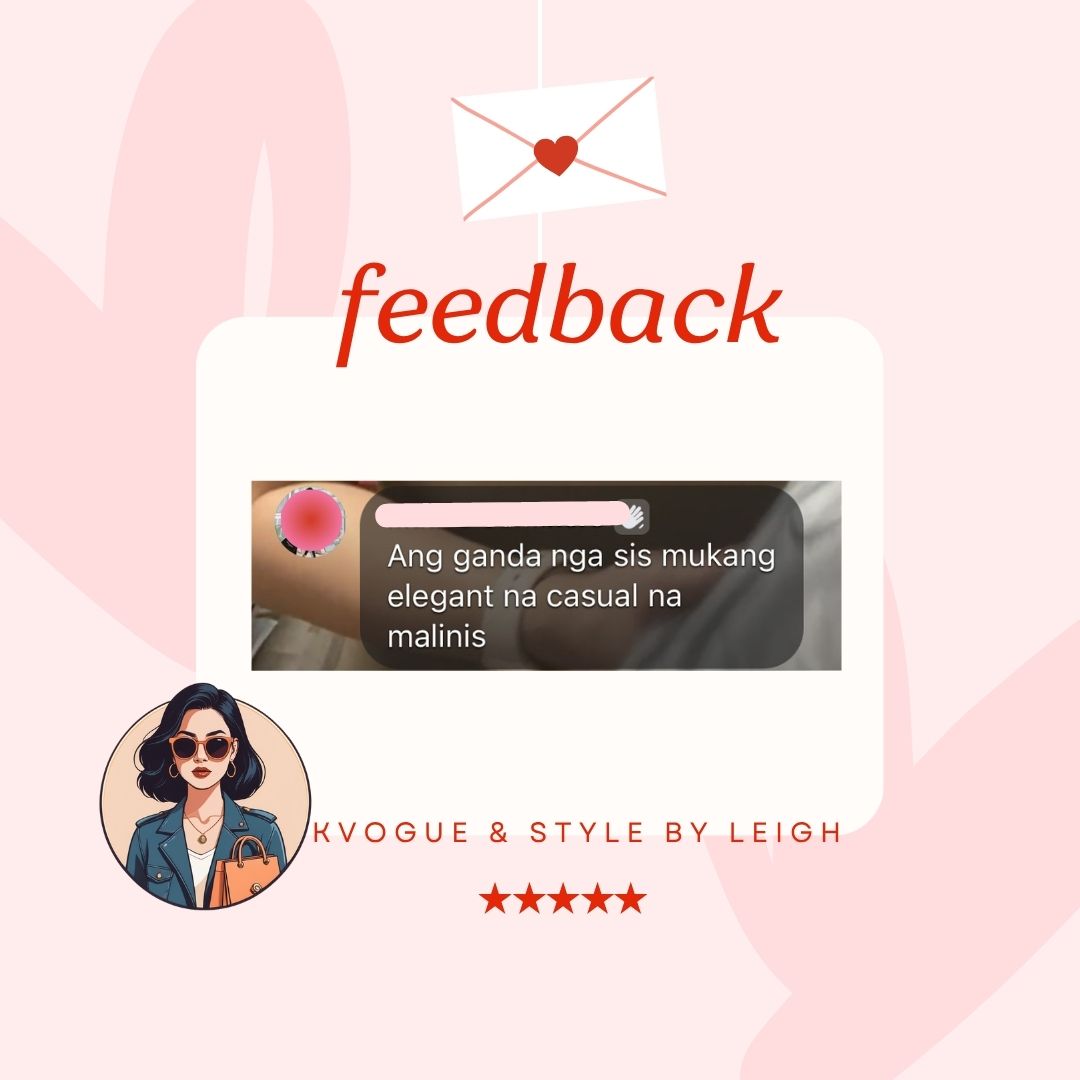 feedback
Ang ganda nga sis mukang
elegant na casual na
malinis
KVOGUE & STYLE BY LEIGH